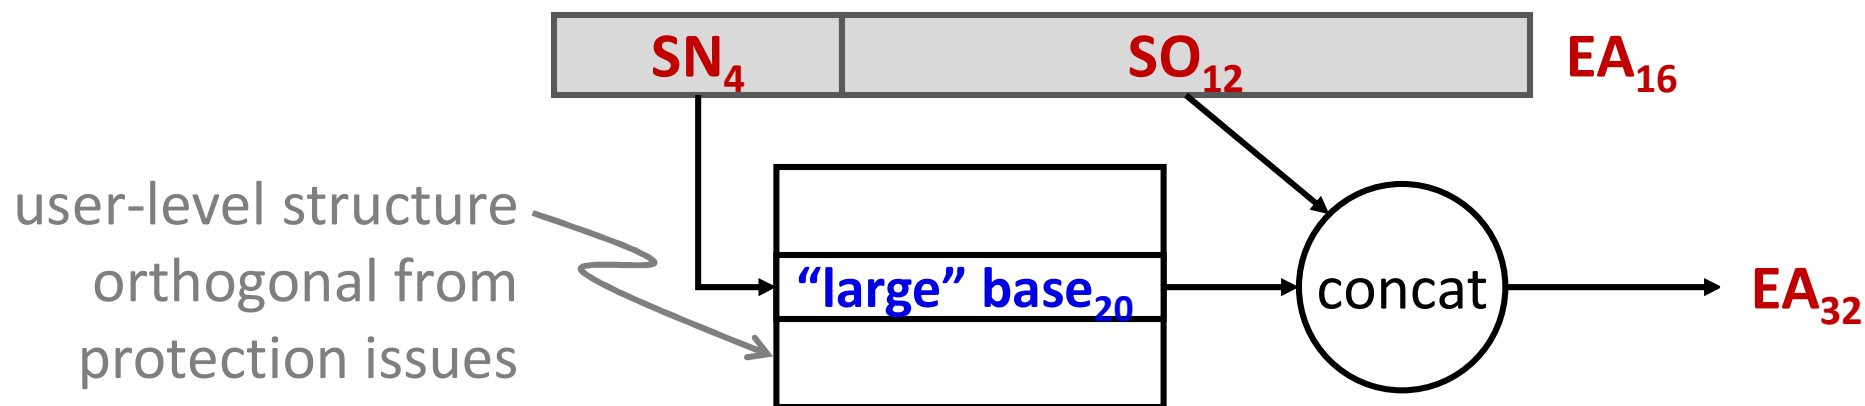 SN4 SO12 EA16
user-level structure
orthogonal from
protection issues
“large” base20
concat
EA32